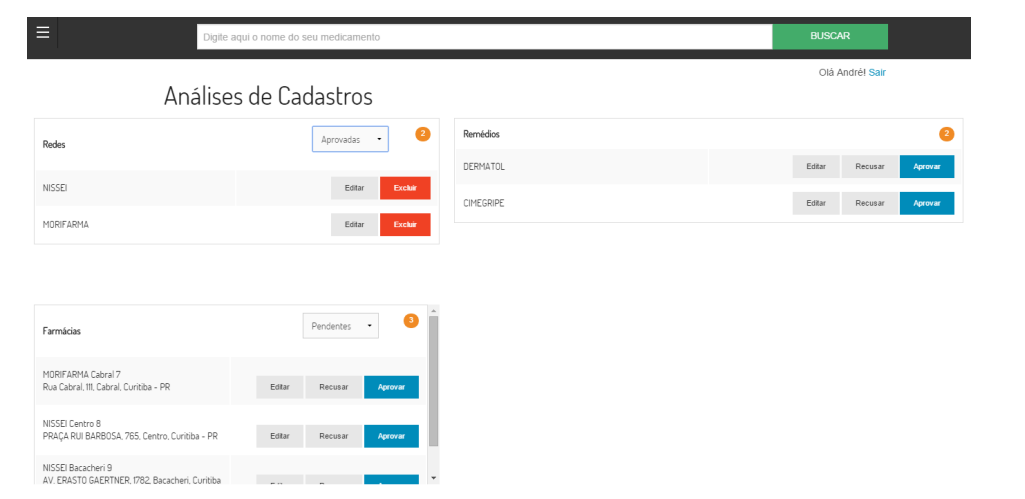 Digite aqui o nome do seu medicamento
BUSCAR
Olá André! Sair
Análises de Cadastros
Redes
Aprovadas
2
NISSEI
Editar
Excluir
MORIFARMA
Editar
Excluir
Remédios
2
DERMATOL
Editar
Recusar
Aprovar
CIMEGRIPE
Editar
Recusar
Aprovar
Farmácias
Pendentes
3
MORIFARMA Cabral 7
Rua Cabral, 111, Cabral, Curitiba - PR
Editar
Recusar
Aprovar
NISSEI Centro 8
PRAÇA RUI BARBOSA, 765, Centro, Curitiba - PR
Editar
Recusar
Aprovar
NISSEI Bacacheri 9
AV. ERASTO GAERTNER, 1782, Bacacheri, Curitiba